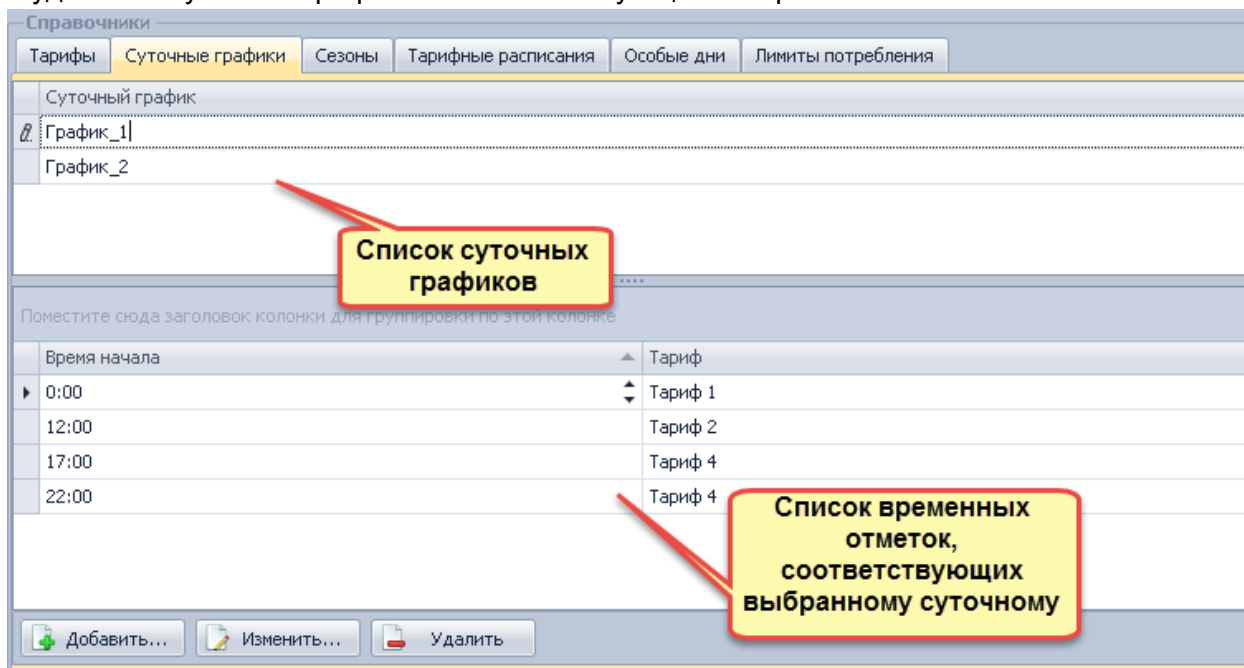 Справочники
Тарифы Суточные графики Сезоны Тарифные расписания Особые дни Лимиты потребления
Суточный график
График_1
График_2
Список суточных
графиков
Поместите сюда заголовок колонки для группировки по этой колонке
Время начала Тариф
0:00 Тариф 1
12:00 Тариф 2
17:00 Тариф 4
22:00 Тариф 4
Список временных
отметок,
соответствующих
выбранному суточному
Добавить... Изменить... Удалить